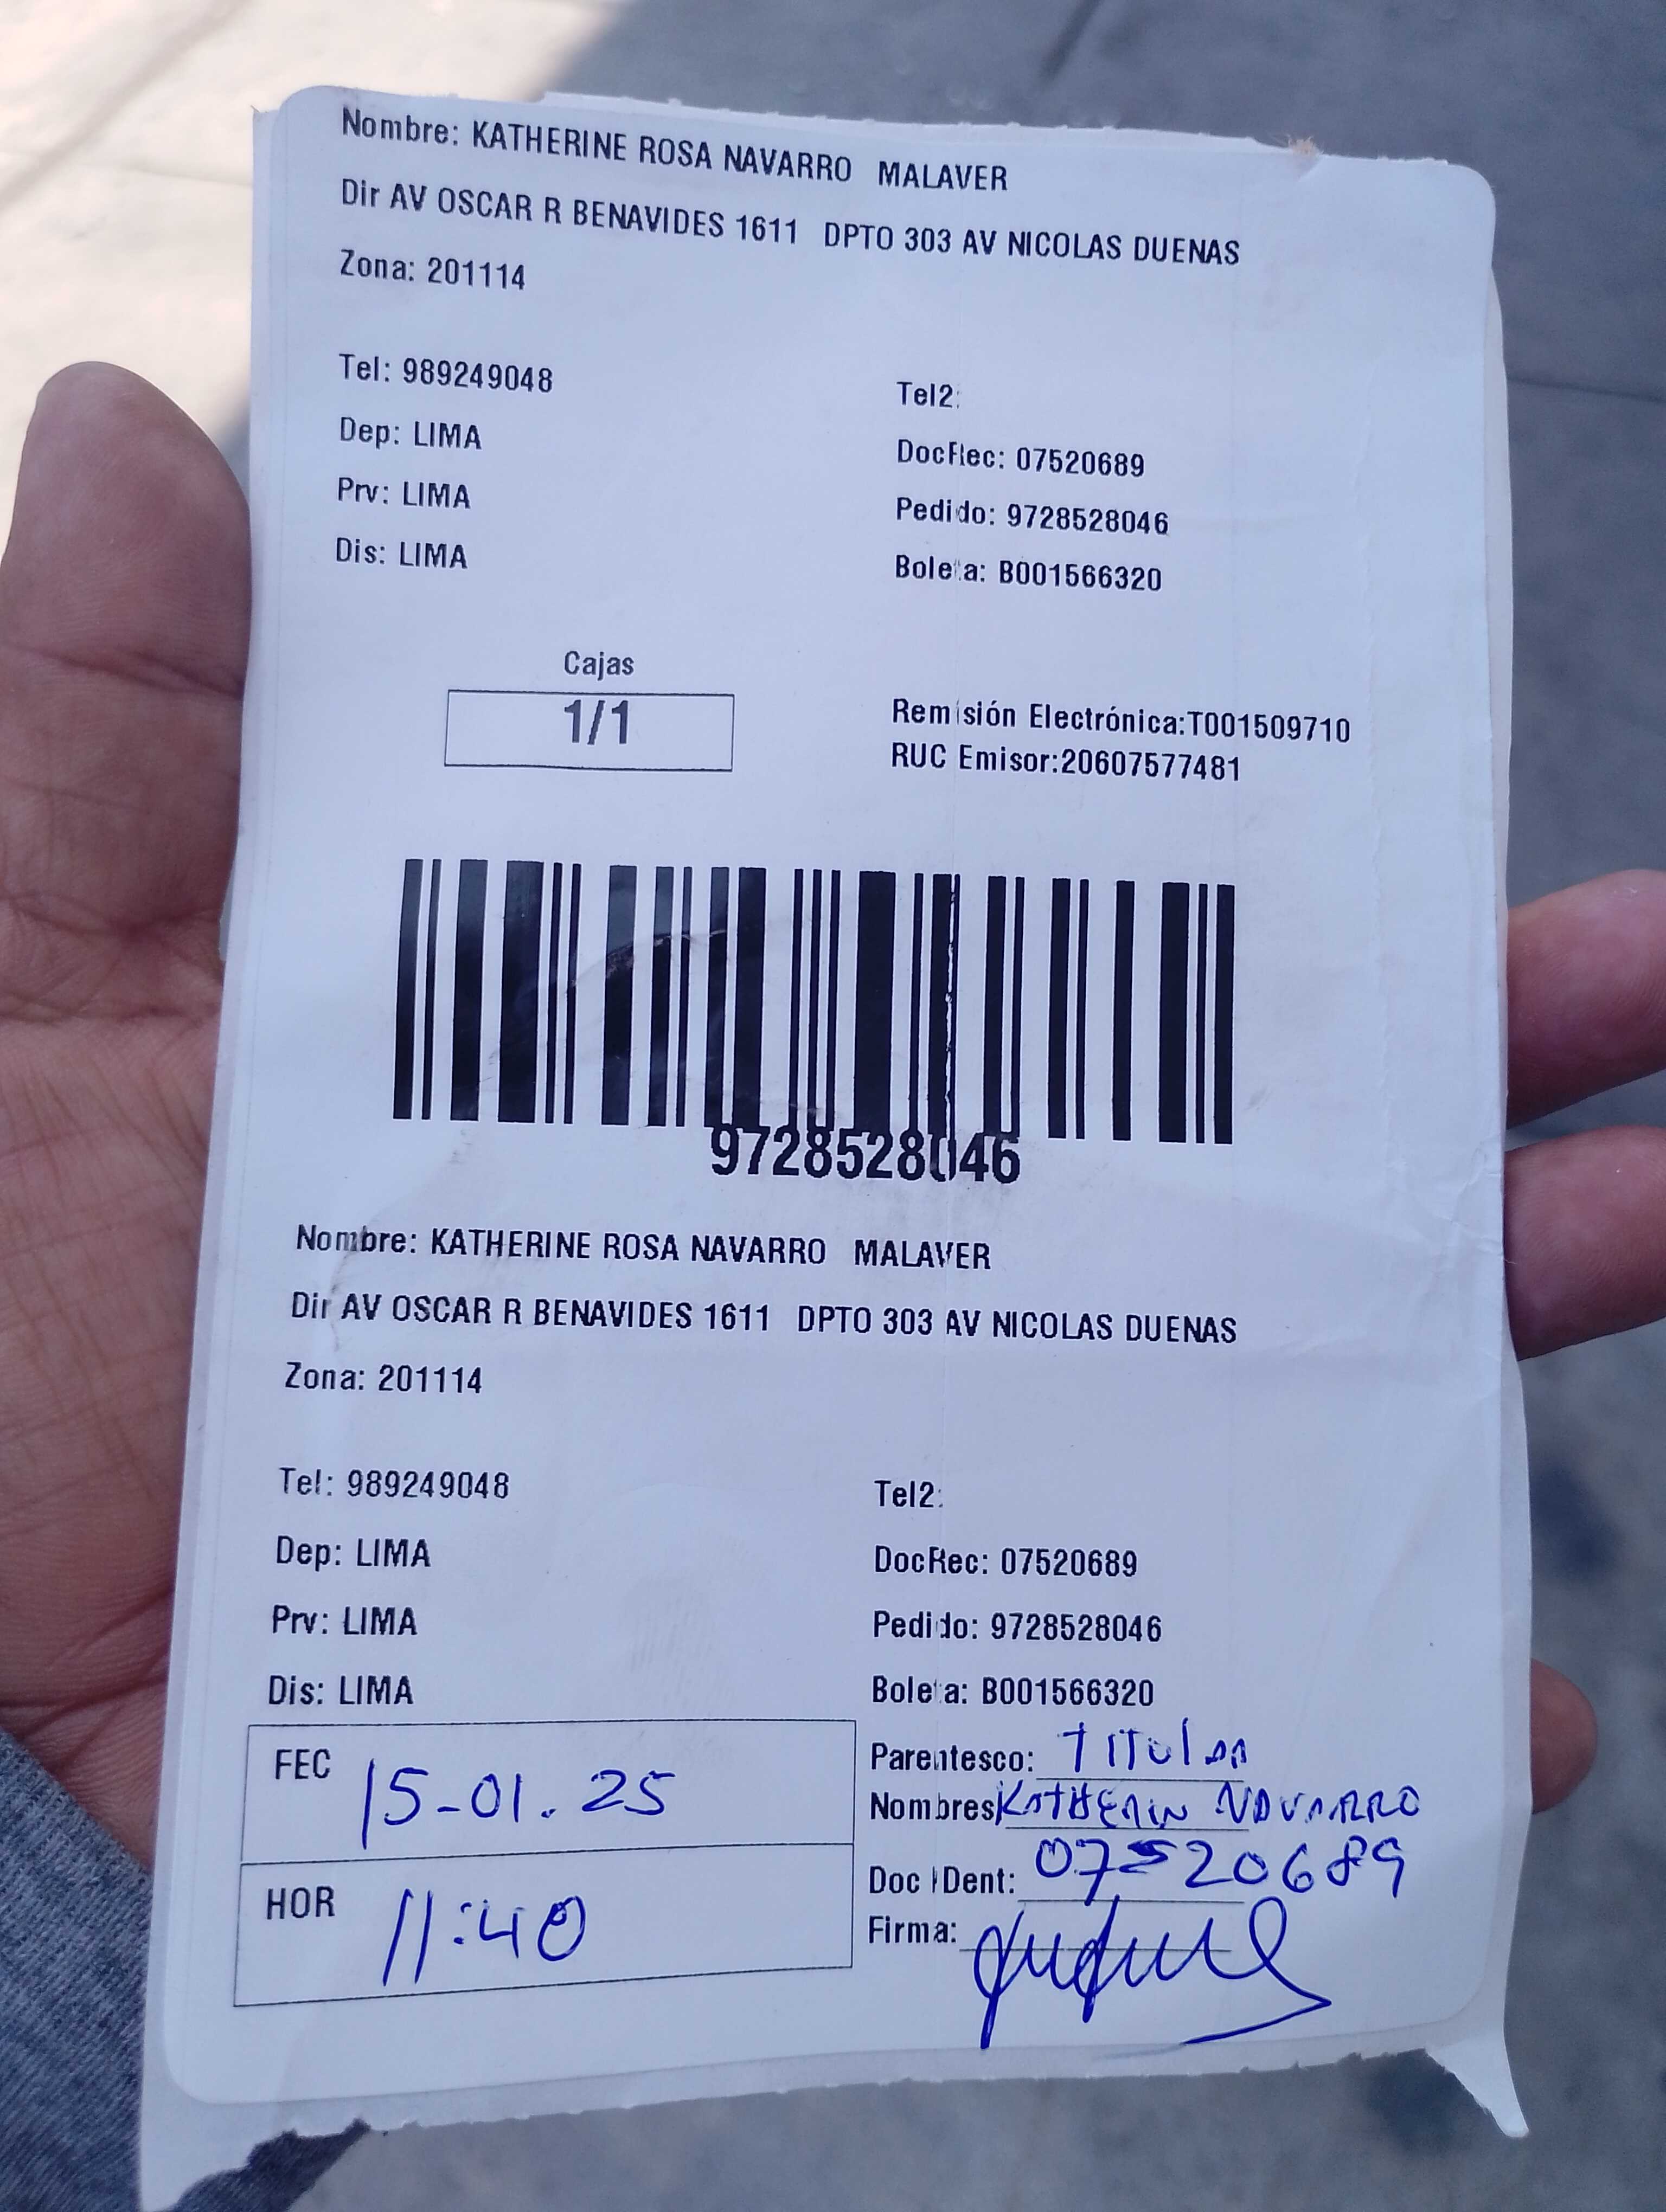 Nombre: KATHERINE ROSA NAVARRO MALAVER
Dir AV OSCAR R BENAVIDES 1611 DPTO 303 AV NICOLAS DUENAS
Zona: 201114
Tel: 989249048 Tel2:
Dep: LIMA DocRec: 07520689
Prv: LIMA Pedido: 9728528046
Dis: LIMA Boleta: B001566320
Cajas
1/1
Remisión Electrónica:T001509710
RUC Emisor:20607577481
9728528046
Nombre: KATHERINE ROSA NAVARRO MALAVER
Dir AV OSCAR R BENAVIDES 1611 DPTO 303 AV NICOLAS DUENAS
Zona: 201114
Tel: 989249048 Tel2:
Dep: LIMA DocRec: 07520689
Prv: LIMA Pedido: 9728528046
Dis: LIMA Boleta: B001566320
FEC 15-01.25
HOR 11:40
Parentesco: TITULAR
Nombres KATHERIN NAVARRO
Doc IDent: 07520689
Firma: